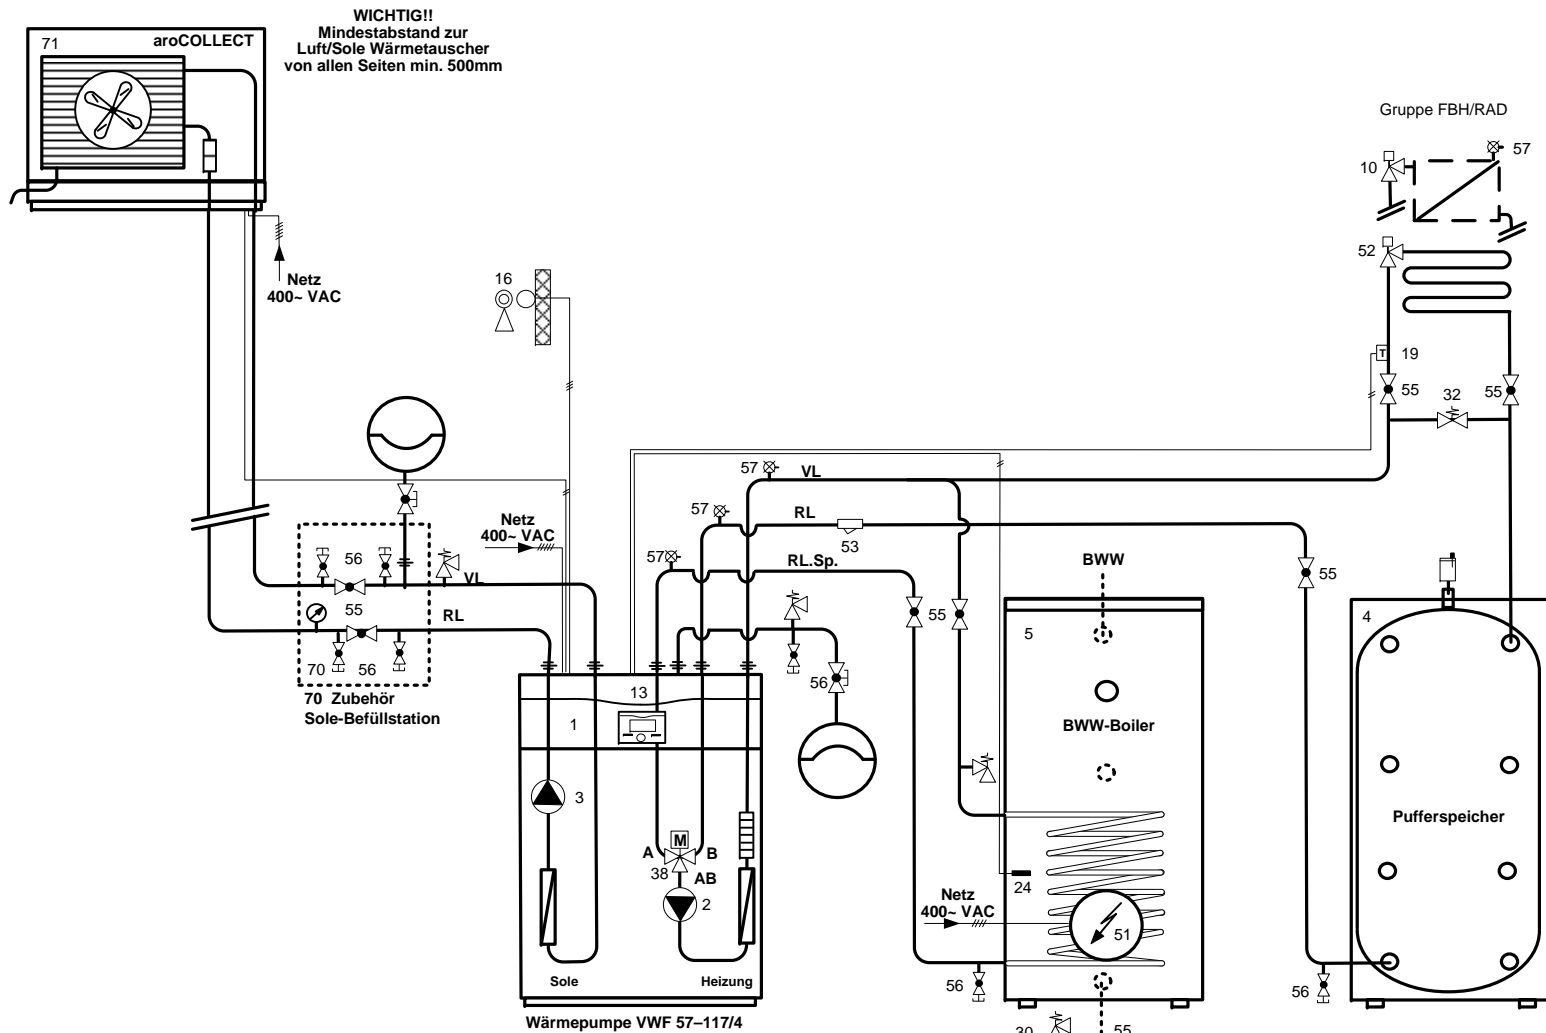 WICHTIG!!
Mindestabstand zur
Luft/Sole Wärmetauscher
von allen Seiten min. 500mm
71
aroCOLLECT
Netz
400~ VAC
16
Gruppe FBH/RAD
10
57
52
T
19
55
55
32
57
VL
57
RL
53
57
RL.Sp.
Netz
400~ VAC
56
VL
55
RL
70
56
70 Zubehör
Sole-Befüllstation
55
55
56
13
1
3
M
A
B
38
AB
2
Sole
Heizung
Wärmepumpe VWF 57–117/4
BWW
5
BWW-Boiler
24
Netz
400~ VAC
51
56
30
55
4
Pufferspeicher
56